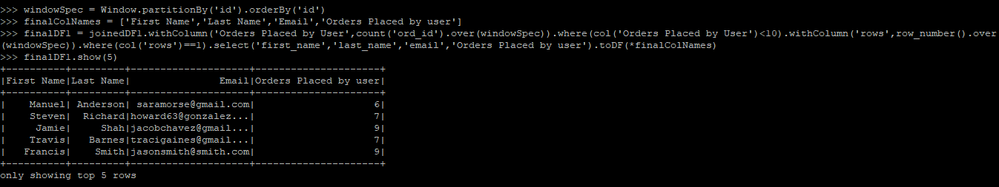 >>> windowSpec = Window.partitionBy('id').orderBy('id')
>>> finalColNames = ['First Name','Last Name','Email','Orders Placed by user']
>>> finalDF1 = joinedDF1.withColumn('Orders Placed by User',count('ord_id').over(windowSpec)).where(col('Orders Placed by User')<10).withColumn('rows',row_number().over
(windowSpec)).where(col('rows')==1).select('first_name','last_name','email','Orders Placed by user').toDF(*finalColNames)
>>> finalDF1.show(5)
+----------+---------+--------------------+---------------------+
|First Name|Last Name|               Email|Orders Placed by user|
+----------+---------+--------------------+---------------------+
|    Manuel| Anderson| saramorse@gmail.com|                    6|
|    Steven|  Richard|howard63@gonzalez...|                    7|
|     Jamie|     Shah|jacobchavez@gmail...|                    9|
|    Travis|   Barnes|tracigaines@gmail...|                    7|
|   Francis|    Smith|jasonsmith@smith.com|                    9|
+----------+---------+--------------------+---------------------+
only showing top 5 rows